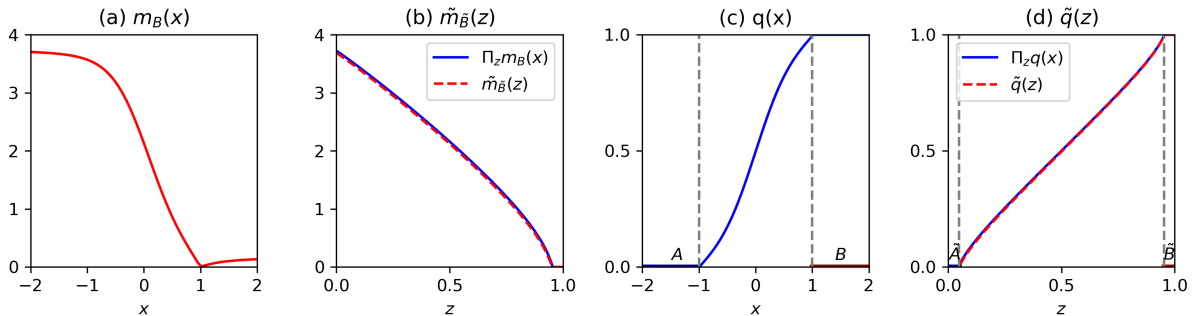 (a) m_B(x)
4
3
2
1
0
−2 −1 0 1 2
x
(b) m̃_B̃(z)
4
3
2
1
0
0.0 0.5 1.0
z
Π_z m_B(x)
m̃_B̃(z)
(c) q(x)
1.0
0.5
0.0
−2 −1 0 1 2
x
A
B
(d) q̃(z)
1.0
0.5
0.0
0.0 0.5 1.0
z
Π_z q(x)
q̃(z)
Ã
B̃